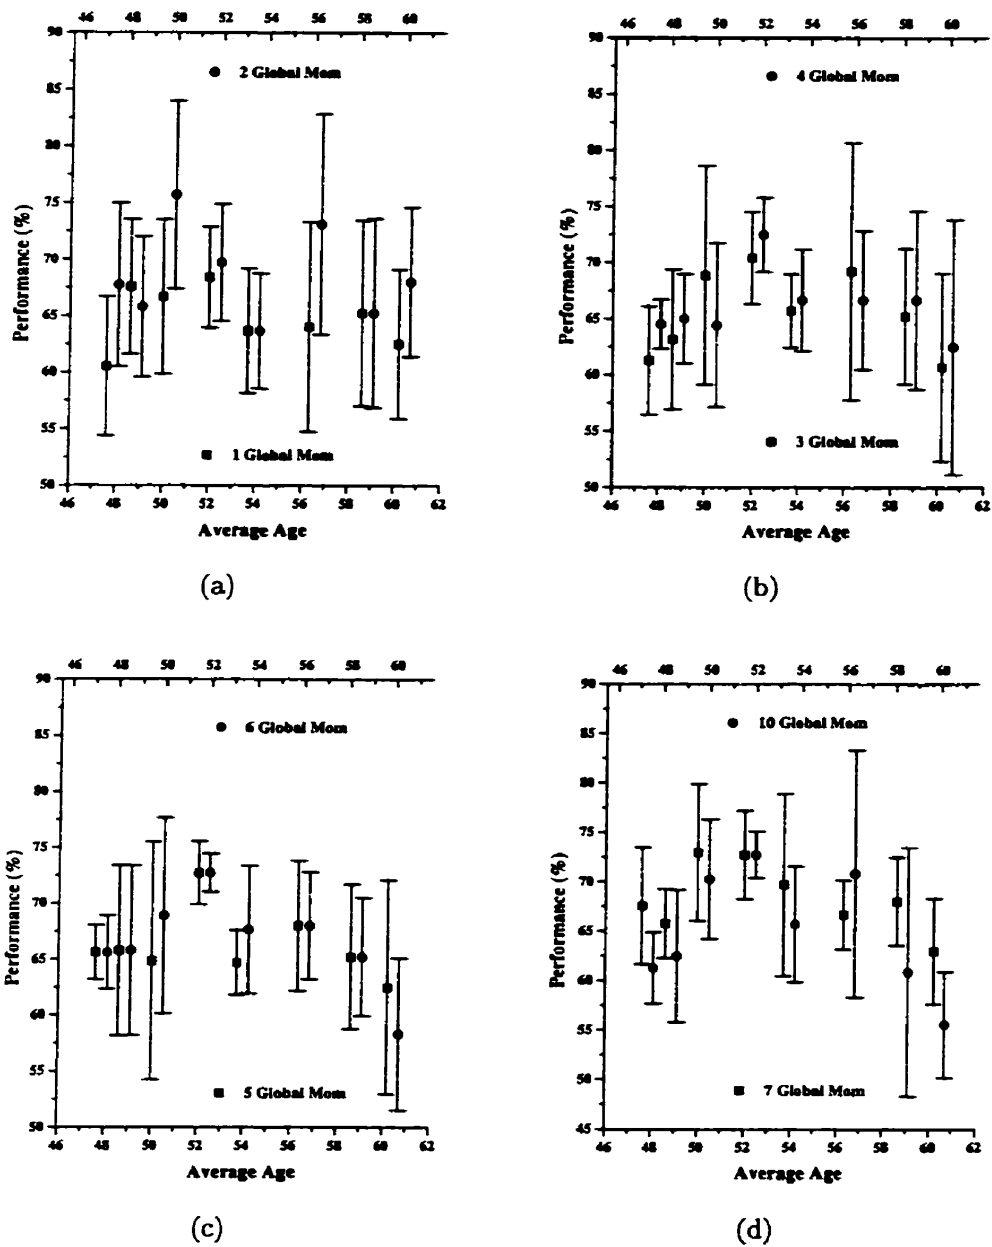 46 48 50 52 54 56 58 60
90
85
80
75
70
65
60
55
50
Performance (%)
2 Global Mom
1 Global Mom
46 48 50 52 54 56 58 60 62
Average Age
(a)
46 48 50 52 54 56 58 60
90
85
80
75
70
65
60
55
50
Performance (%)
4 Global Mom
3 Global Mom
46 48 50 52 54 56 58 60 62
Average Age
(b)
46 48 50 52 54 56 58 60
90
85
80
75
70
65
60
55
50
Performance (%)
6 Global Mom
5 Global Mom
46 48 50 52 54 56 58 60 62
Average Age
(c)
46 48 50 52 54 56 58 60
90
85
80
75
70
65
60
55
50
45
Performance (%)
10 Global Mom
7 Global Mom
46 48 50 52 54 56 58 60 62
Average Age
(d)